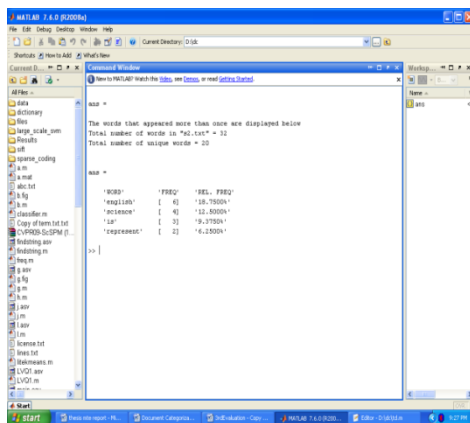 MATLAB 7.6.0 (R2008a)
File Edit Debug Desktop Window Help
Current Directory: D:\dc
Shortcuts How to Add What's New
Current D...
Command Window
Worksp...
New to MATLAB? Watch this Video, see Demos, or read Getting Started.
All Files
Name
data
dictionary
files
large_scale_svm
Results
sift
sparse_coding
a.m
a.mat
abc.txt
b.fig
b.m
classifier.m
Copy of term.txt.txt
CVPR09-ScSPM (1...
findstring.asv
findstring.m
freq.m
g.asv
g.fig
g.m
h.m
j.asv
j.m
l.asv
l.m
license.txt
lines.txt
litekmeans.m
LVQ1.asv
LVQ1.m
ans
ans =
The words that appeared more than once are displayed below
Total number of words in "s2.txt" = 32
Total number of unique words = 20
ans =
'WORD' 'FREQ' 'REL. FREQ'
'english' [ 6] '18.7500%'
'science' [ 4] '12.5000%'
'is' [ 3] '9.3750%'
'represent' [ 2] '6.2500%'
>>
Start
start
thesis rote report - Mi...
Document Categoriza...
3rdEvaluation - Copy ...
MATLAB 7.6.0 (R200...
9:27 PM